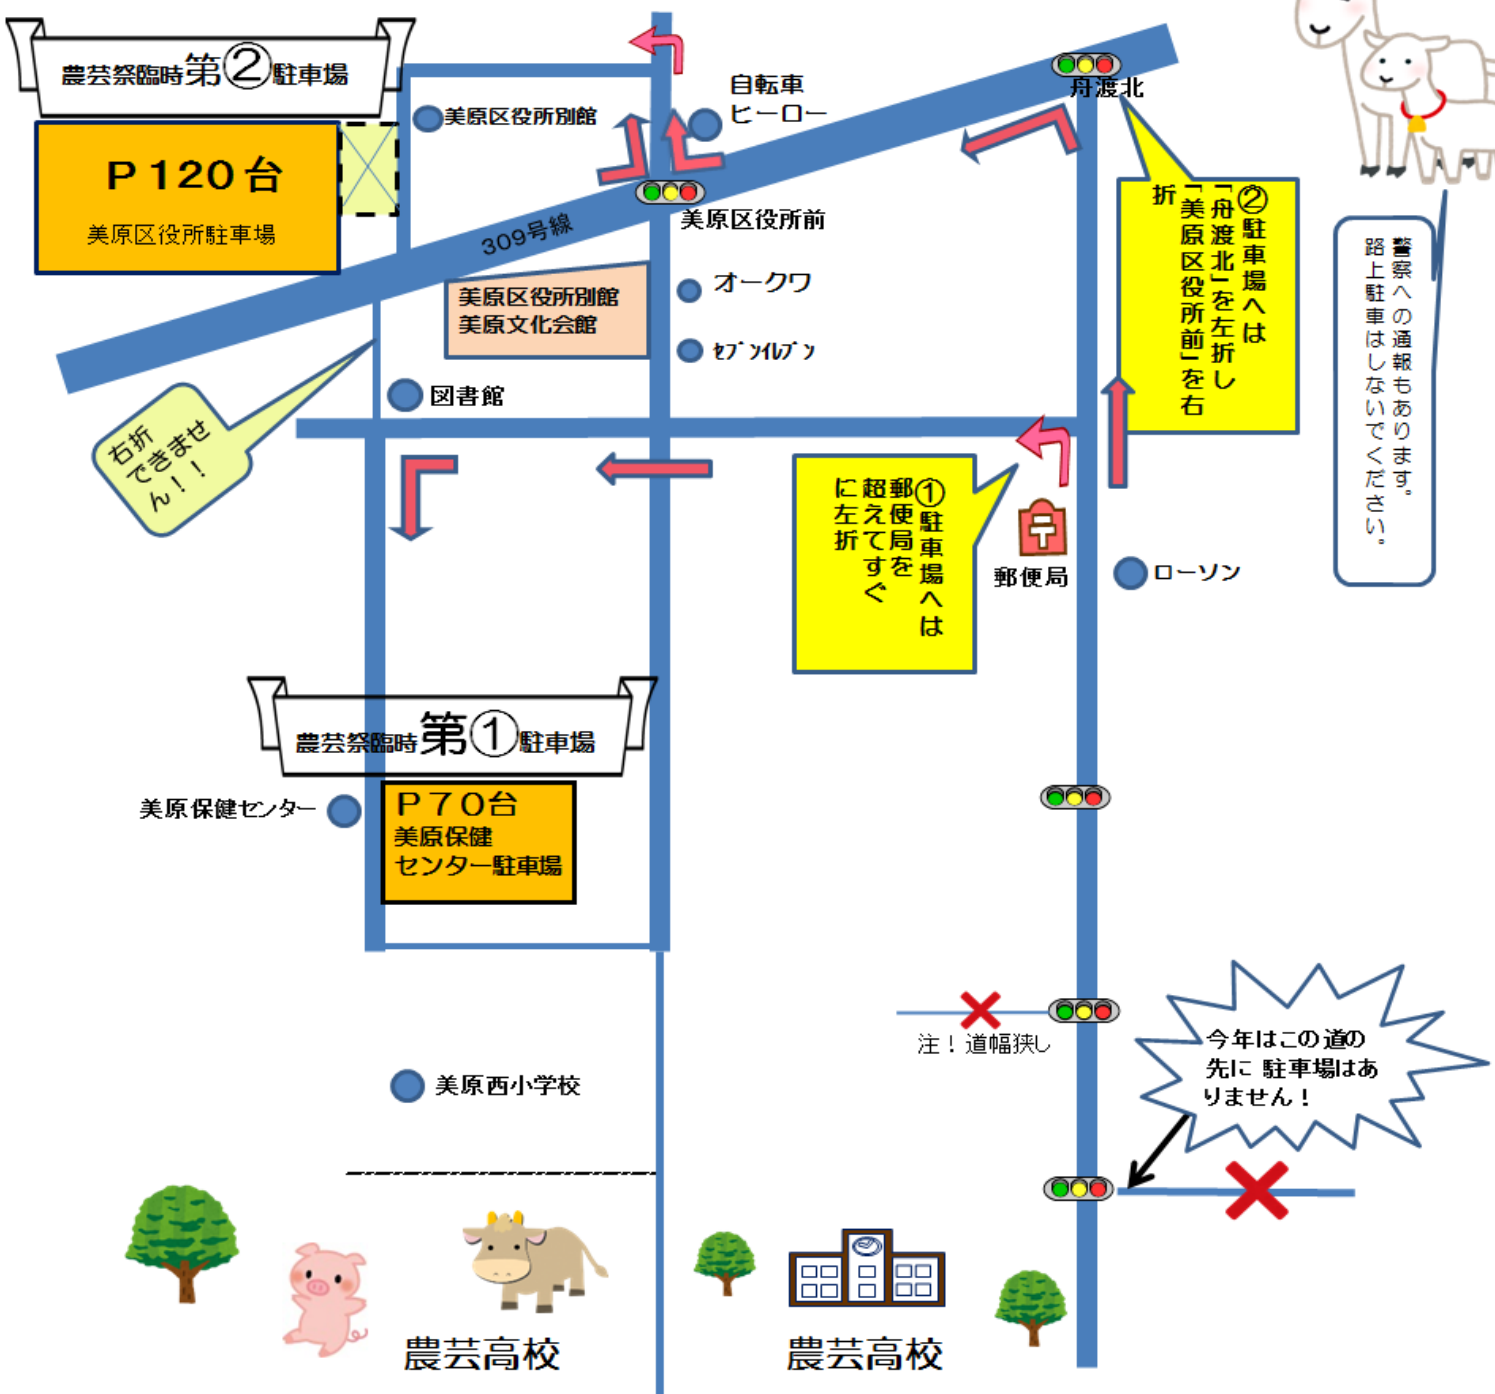 農芸祭臨時第②駐車場
P120台
美原区役所駐車場
美原区役所別館
自転車
ヒーロー
舟渡北
美原区役所前
309号線
②駐車場へは
「舟渡北」を左折し
「美原区役所前」を右
折
警察への通報もあります。
路上駐車はしないでください。
美原区役所別館
美原文化会館
オークワ
ｾﾌﾞﾝｲﾚﾌﾞﾝ
図書館
右折
できませ
ん！！
①駐車場へは
郵便局を
超えてすぐ
に左折
郵便局
ローソン
農芸祭臨時第①駐車場
美原保健センター
P70台
美原保健
センター駐車場
注！道幅狭し
今年はこの道の
先に 駐車場はあ
りません！
美原西小学校
農芸高校
農芸高校